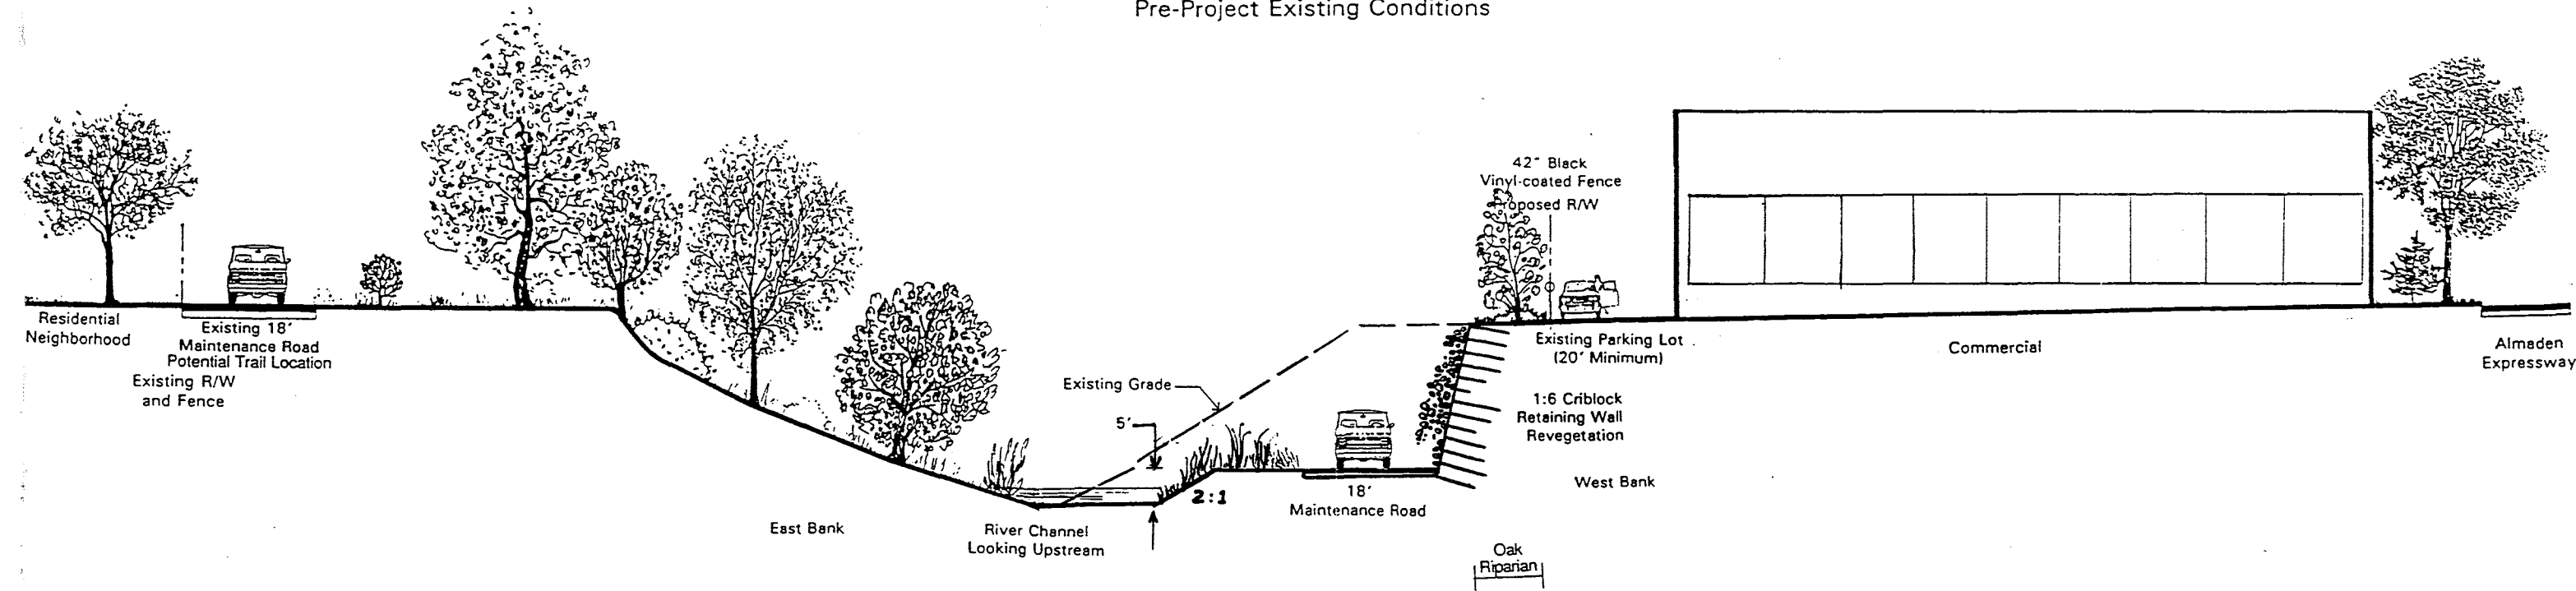 Pre-Project Existing Conditions
42" Black
Vinyl-coated Fence
Proposed R/W
Residential
Neighborhood
Existing 18'
Maintenance Road
Potential Trail Location
Existing R/W
and Fence
Existing Grade
5'
2:1
East Bank
River Channel
Looking Upstream
18'
Maintenance Road
Existing Parking Lot
(20' Minimum)
1:6 Criblock
Retaining Wall
Revegetation
West Bank
Oak
Riparian
Commercial
Almaden
Expressway